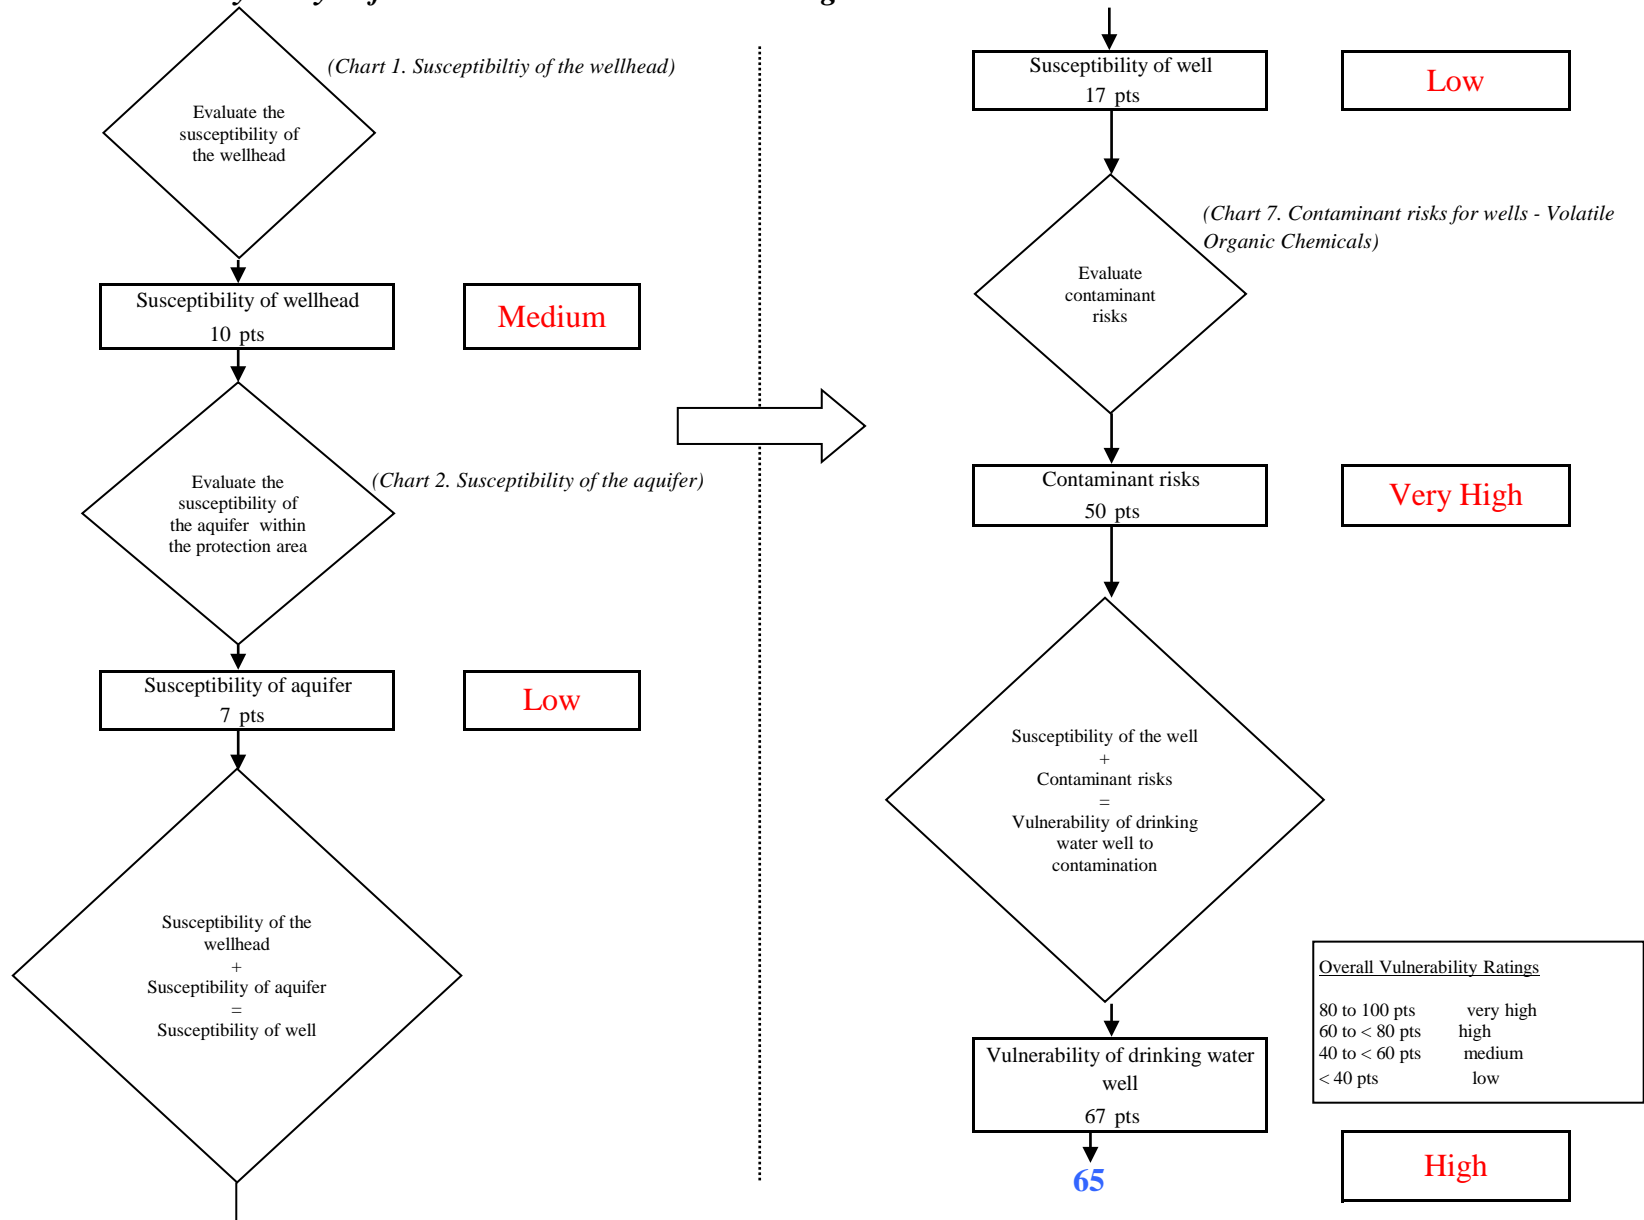 (Chart 1. Susceptibiltiy of the wellhead)
Evaluate the
susceptibility of
the wellhead
Susceptibility of wellhead
10 pts
Medium
Evaluate the
susceptibility of
the aquifer within
the protection area
(Chart 2. Susceptibility of the aquifer)
Susceptibility of aquifer
7 pts
Low
Susceptibility of the
wellhead
+
Susceptibility of aquifer
=
Susceptibility of well
Susceptibility of well
17 pts
Low
(Chart 7. Contaminant risks for wells - Volatile
Organic Chemicals)
Evaluate
contaminant
risks
Contaminant risks
50 pts
Very High
Susceptibility of the well
+
Contaminant risks
=
Vulnerability of drinking
water well to
contamination
Vulnerability of drinking water
well
67 pts
65
Overall Vulnerability Ratings
80 to 100 pts very high
60 to < 80 pts high
40 to < 60 pts medium
< 40 pts low
High